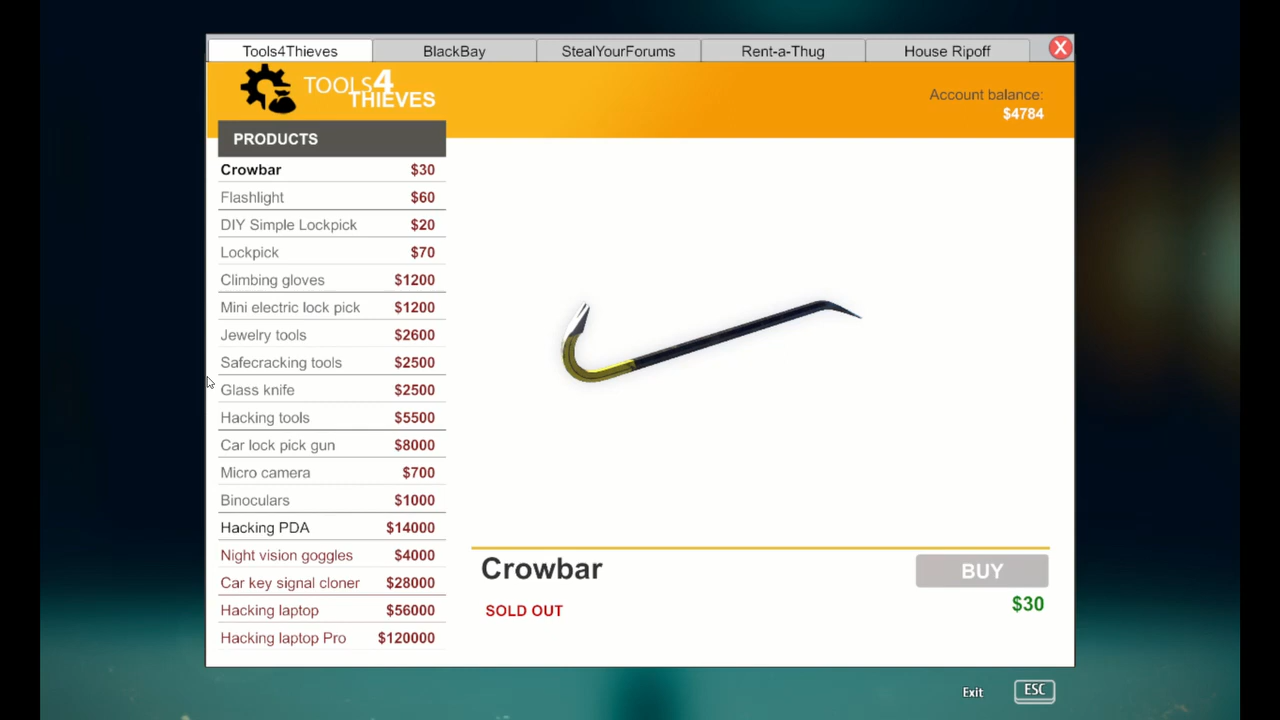 Tools4Thieves BlackBay StealYourForums Rent-a-Thug House Ripoff X
TOOLS4
THIEVES
Account balance:
$4784
PRODUCTS
Crowbar $30
Flashlight $60
DIY Simple Lockpick $20
Lockpick $70
Climbing gloves $1200
Mini electric lock pick $1200
Jewelry tools $2600
Safecracking tools $2500
Glass knife $2500
Hacking tools $5500
Car lock pick gun $8000
Micro camera $700
Binoculars $1000
Hacking PDA $14000
Night vision goggles $4000
Car key signal cloner $28000
Hacking laptop $56000
Hacking laptop Pro $120000
Crowbar BUY
SOLD OUT $30
Exit ESC